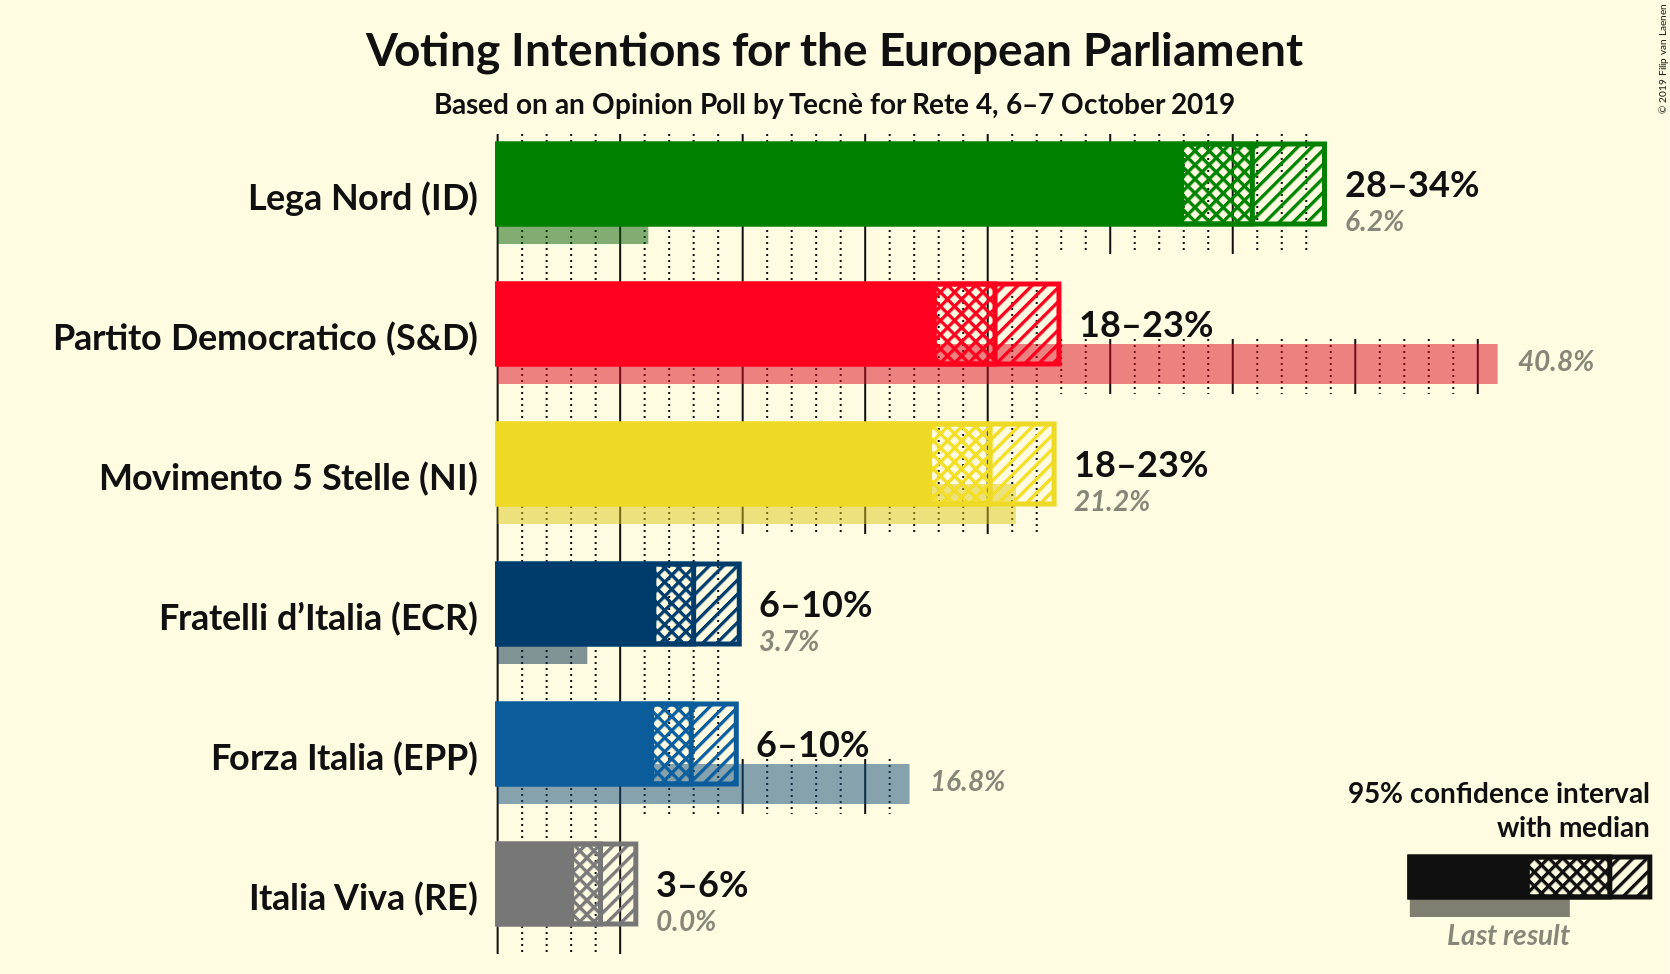 Voting Intentions for the European Parliament
Based on an Opinion Poll by Tecnè for Rete 4, 6–7 October 2019
© 2019 Filip van Laenen
Lega Nord (ID)
28–34%
6.2%
Partito Democratico (S&D)
18–23%
40.8%
Movimento 5 Stelle (NI)
18–23%
21.2%
Fratelli d’Italia (ECR)
6–10%
3.7%
Forza Italia (EPP)
6–10%
16.8%
Italia Viva (RE)
3–6%
0.0%
95% confidence interval
with median
Last result